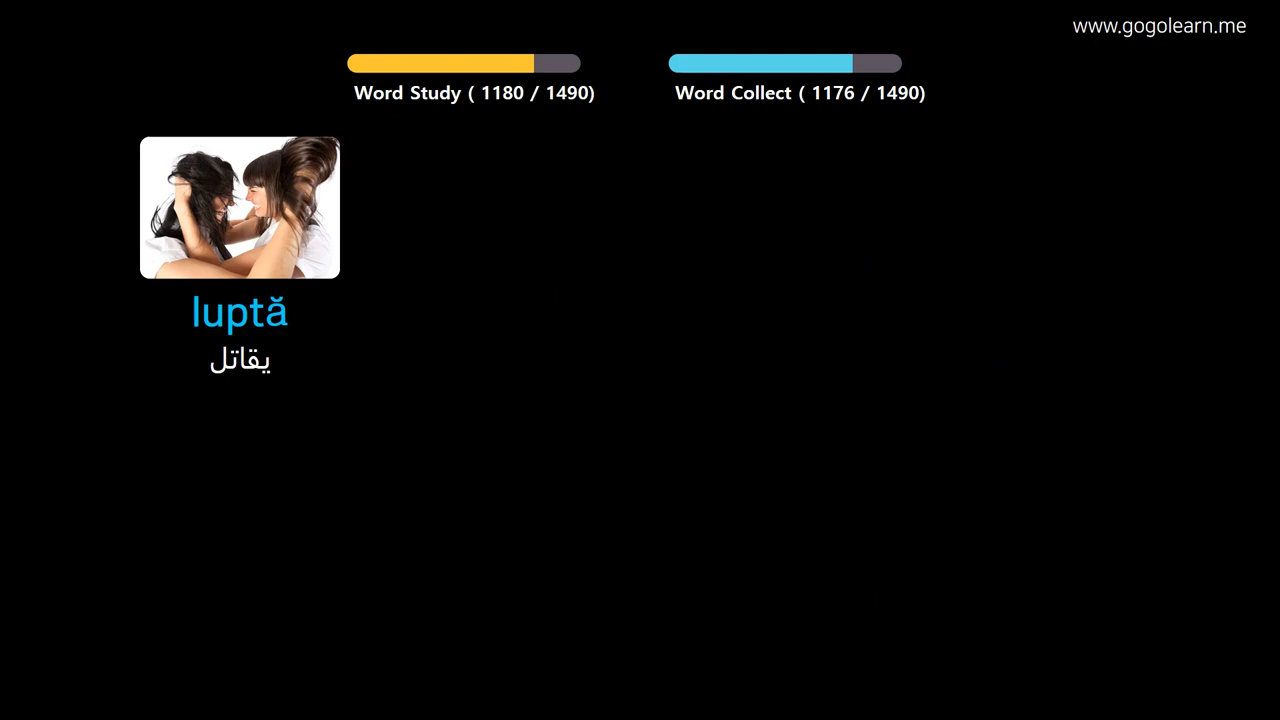 www.gogolearn.me
Word Study ( 1180 / 1490)
Word Collect ( 1176 / 1490)
luptă
يقاتل